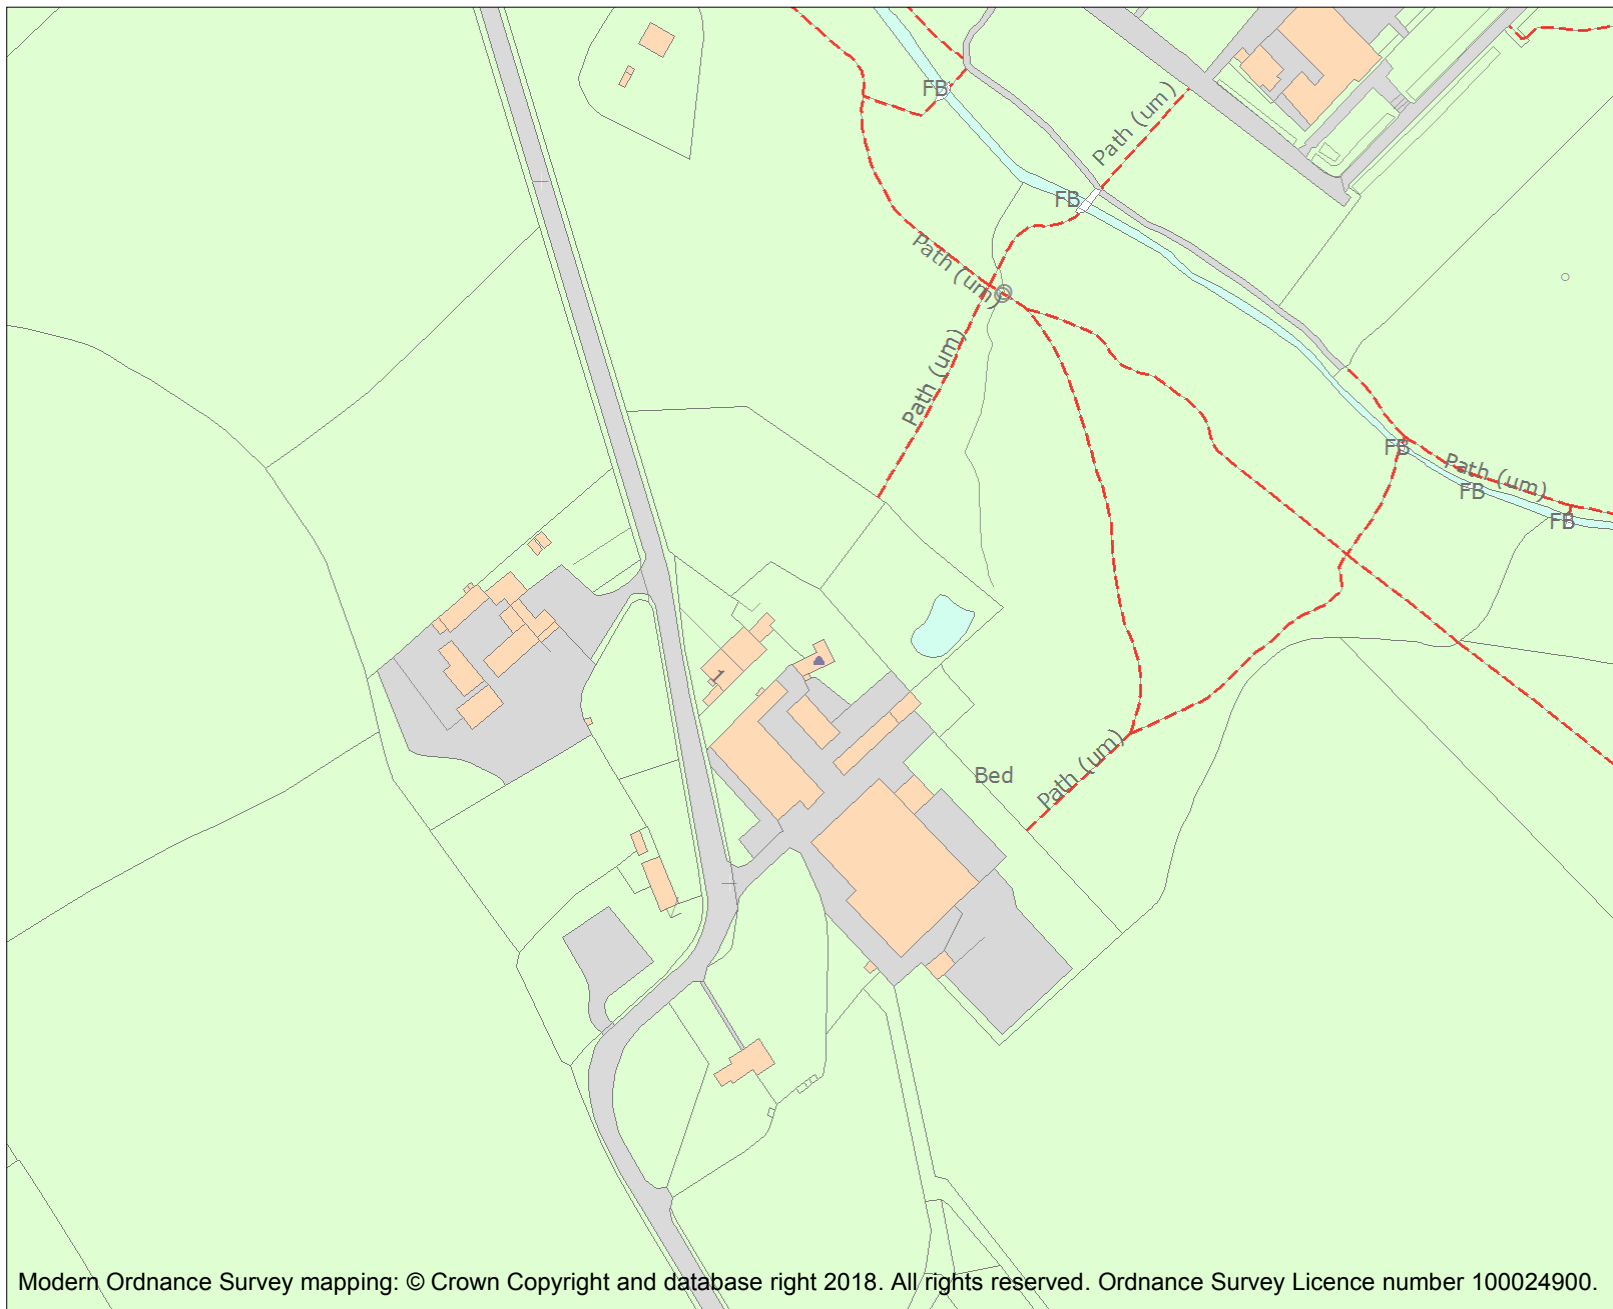 FB
Path (um)
FB
Path (um)
Path (um)
FB
Path (um)
FB
FB
1
Bed
Path (um)
Modern Ordnance Survey mapping: © Crown Copyright and database right 2018. All rights reserved. Ordnance Survey Licence number 100024900.